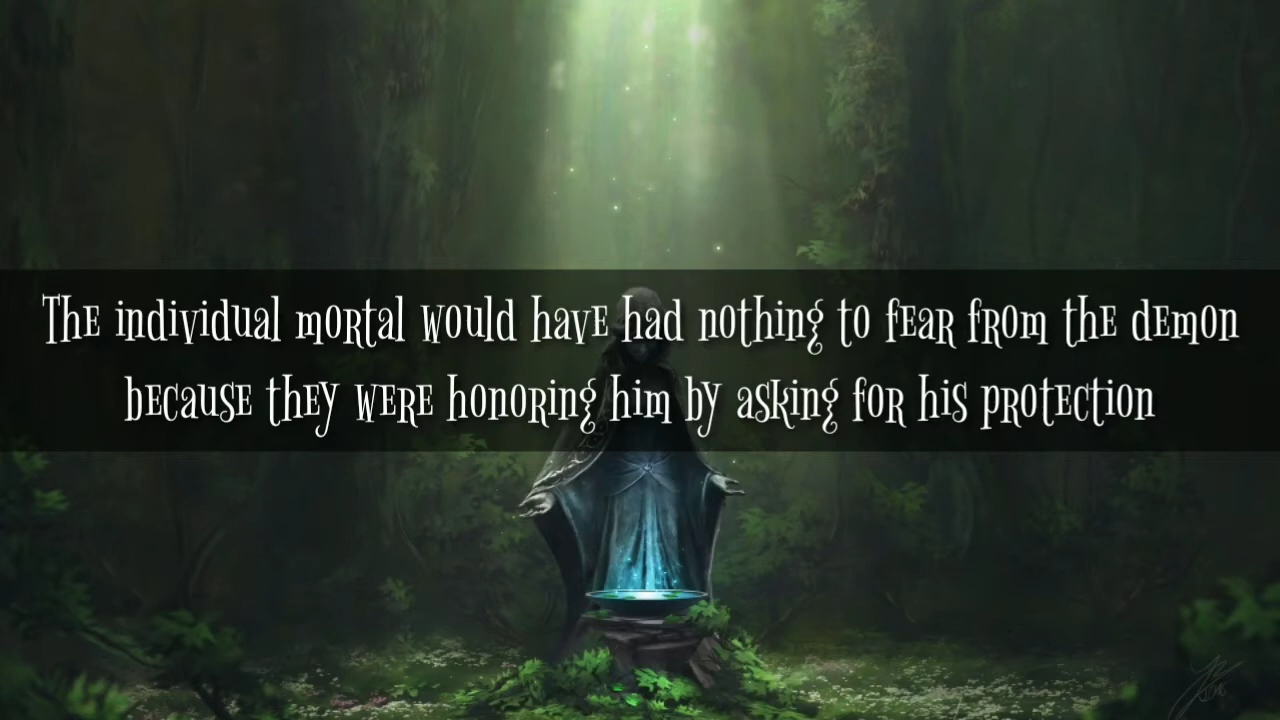 The individual mortal would have had nothing to fear from the demon
because they were honoring him by asking for his protection